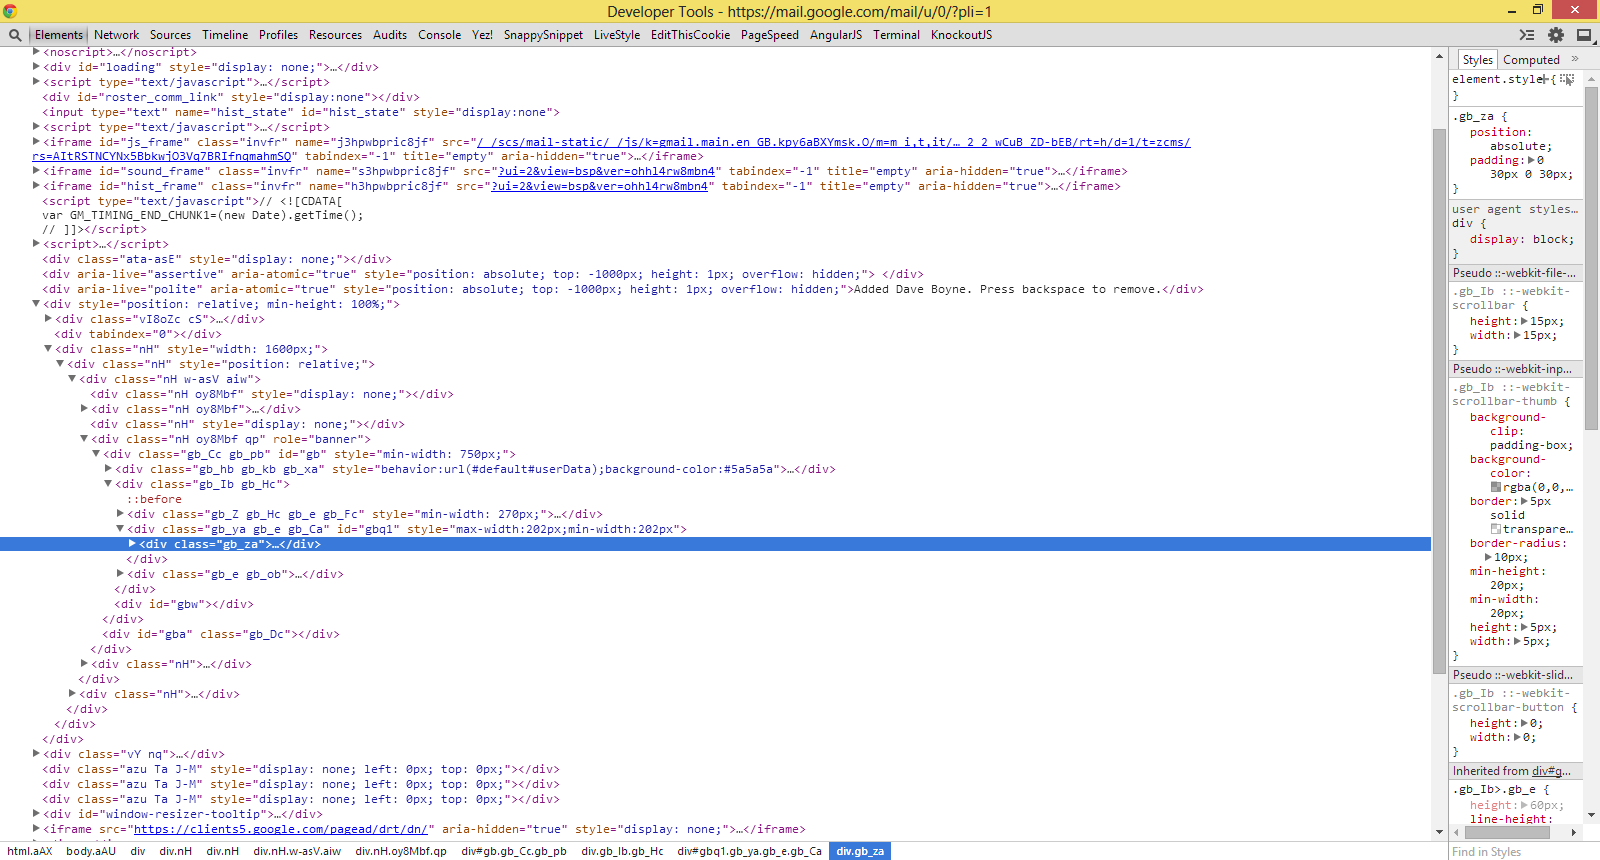 Developer Tools - https://mail.google.com/mail/u/0/?pli=1
Elements Network Sources Timeline Profiles Resources Audits Console Yez! SnappySnippet LiveStyle EditThisCookie PageSpeed AngularJS Terminal KnockoutJS
<noscript>…</noscript>
<div id="loading" style="display: none;">…</div>
<script type="text/javascript">…</script>
<div id="roster_comm_link" style="display:none"></div>
<input type="text" name="hist_state" id="hist_state" style="display:none">
<script type="text/javascript">…</script>
<iframe id="js_frame" class="invfr" name="j3hpwbpric8jf" src="/_/scs/mail-static/_/js/k=gmail.main.en_GB.kpy6aBXYmsk.O/m=m_i,t,it/…_2_2_wCuB_ZD-bEB/rt=h/d=1/t=zcms/
rs=AItRSTNCYNx5BbkwjO3Vq7BRIfnqmahmSQ" tabindex="-1" title="empty" aria-hidden="true">…</iframe>
<iframe id="sound_frame" class="invfr" name="s3hpwbpric8jf" src="?ui=2&view=bsp&ver=ohhl4rw8mbn4" tabindex="-1" title="empty" aria-hidden="true">…</iframe>
<iframe id="hist_frame" class="invfr" name="h3hpwbpric8jf" src="?ui=2&view=bsp&ver=ohhl4rw8mbn4" tabindex="-1" title="empty" aria-hidden="true">…</iframe>
<script type="text/javascript">// <![CDATA[
var GM_TIMING_END_CHUNK1=(new Date).getTime();
// ]]></script>
<script>…</script>
<div class="ata-asE" style="display: none;"></div>
<div aria-live="assertive" aria-atomic="true" style="position: absolute; top: -1000px; height: 1px; overflow: hidden;"> </div>
<div aria-live="polite" aria-atomic="true" style="position: absolute; top: -1000px; height: 1px; overflow: hidden;">Added Dave Boyne. Press backspace to remove.</div>
<div style="position: relative; min-height: 100%;">
<div class="vI8oZc cS">…</div>
<div tabindex="0"></div>
<div class="nH" style="width: 1600px;">
<div class="nH" style="position: relative;">
<div class="nH w-asV aiw">
<div class="nH oy8Mbf" style="display: none;"></div>
<div class="nH oy8Mbf">…</div>
<div class="nH" style="display: none;"></div>
<div class="nH oy8Mbf qp" role="banner">
<div class="gb_Cc gb_pb" id="gb" style="min-width: 750px;">
<div class="gb_hb gb_kb gb_xa" style="behavior:url(#default#userData);background-color:#5a5a5a">…</div>
<div class="gb_Ib gb_Hc">
::before
<div class="gb_Z gb_Hc gb_e gb_Fc" style="min-width: 270px;">…</div>
<div class="gb_ya gb_e gb_Ca" id="gbq1" style="max-width:202px;min-width:202px">
<div class="gb_za">…</div>
</div>
<div class="gb_e gb_ob">…</div>
</div>
<div id="gbw"></div>
</div>
<div id="gba" class="gb_Dc"></div>
</div>
<div class="nH">…</div>
</div>
<div class="nH">…</div>
</div>
</div>
</div>
<div class="vY nq">…</div>
<div class="azu Ta J-M" style="display: none; left: 0px; top: 0px;"></div>
<div class="azu Ta J-M" style="display: none; left: 0px; top: 0px;"></div>
<div class="azu Ta J-M" style="display: none; left: 0px; top: 0px;"></div>
<div id="window-resizer-tooltip">…</div>
<iframe src="https://clients5.google.com/pagead/drt/dn/" aria-hidden="true" style="display: none;">…</iframe>
html.aAX body.aAU div div.nH div.nH div.nH.w-asV.aiw div.nH.oy8Mbf.qp div#gb.gb_Cc.gb_pb div.gb_Ib.gb_Hc div#gbq1.gb_ya.gb_e.gb_Ca div.gb_za
Styles Computed »
element.style {
}
.gb_za {
position:
absolute;
padding: 0
30px 0 30px;
}
user agent styles…
div {
display: block;
}
Pseudo ::-webkit-file-…
.gb_Ib ::-webkit-
scrollbar {
height: 15px;
width: 15px;
}
Pseudo ::-webkit-inp…
.gb_Ib ::-webkit-
scrollbar-thumb {
background-
clip:
padding-box;
background-
color:
rgba(0,0,…
border: 5px
solid
transpare…
border-radius:
10px;
min-height:
20px;
min-width:
20px;
height: 5px;
width: 5px;
}
Pseudo ::-webkit-slid…
.gb_Ib ::-webkit-
scrollbar-button {
height: 0;
width: 0;
}
Inherited from div#g…
.gb_Ib>.gb_e {
height: 60px;
line-height:
Find in Styles